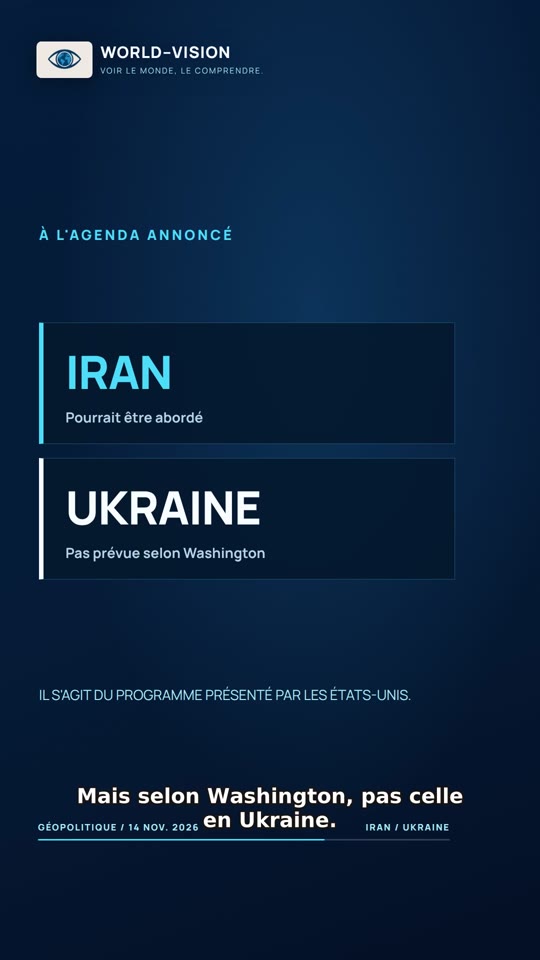 WORLD-VISION
VOIR LE MONDE, LE COMPRENDRE.
À L'AGENDA ANNONCÉ
IRAN
Pourrait être abordé
UKRAINE
Pas prévue selon Washington
IL S'AGIT DU PROGRAMME PRÉSENTÉ PAR LES ÉTATS-UNIS.
Mais selon Washington, pas celle
en Ukraine.
GÉOPOLITIQUE / 14 NOV. 2026
IRAN / UKRAINE